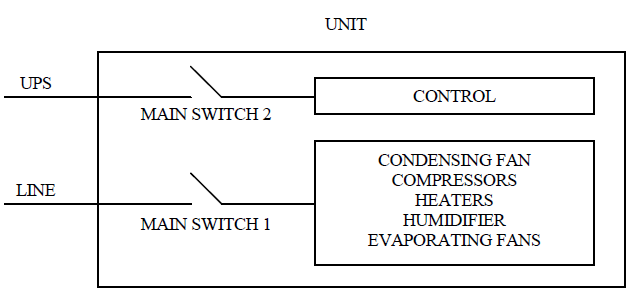 UNIT
UPS
CONTROL
MAIN SWITCH 2
LINE
CONDENSING FAN
COMPRESSORS
HEATERS
HUMIDIFIER
EVAPORATING FANS
MAIN SWITCH 1